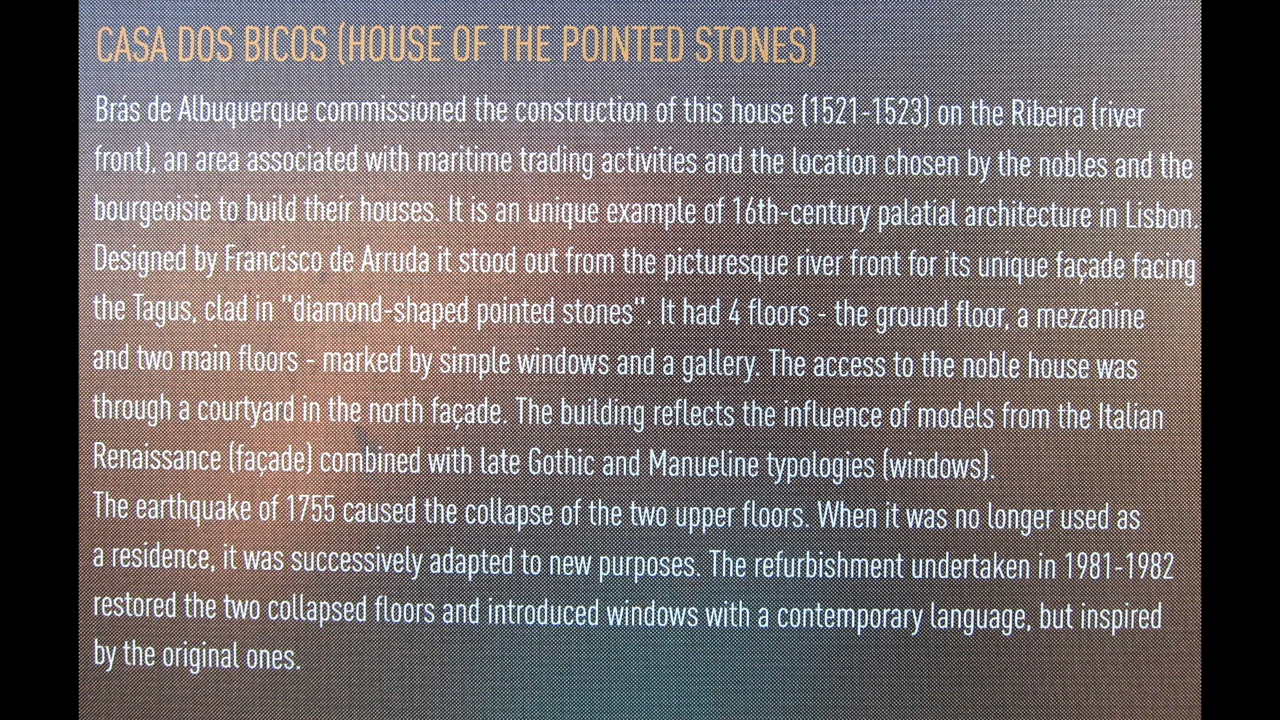 CASA DOS BICOS (HOUSE OF THE POINTED STONES)
Brás de Albuquerque commissioned the construction of this house (1521-1523) on the Ribeira (river
front), an area associated with maritime trading activities and the location chosen by the nobles and the
bourgeoisie to build their houses. It is an unique example of 16th-century palatial architecture in Lisbon.
Designed by Francisco de Arruda it stood out from the picturesque river front for its unique façade facing
the Tagus, clad in "diamond-shaped pointed stones". It had 4 floors - the ground floor, a mezzanine
and two main floors - marked by simple windows and a gallery. The access to the noble house was
through a courtyard in the north façade. The building reflects the influence of models from the Italian
Renaissance (façade) combined with late Gothic and Manueline typologies (windows).
The earthquake of 1755 caused the collapse of the two upper floors. When it was no longer used as
a residence, it was successively adapted to new purposes. The refurbishment undertaken in 1981-1982
restored the two collapsed floors and introduced windows with a contemporary language, but inspired
by the original ones.